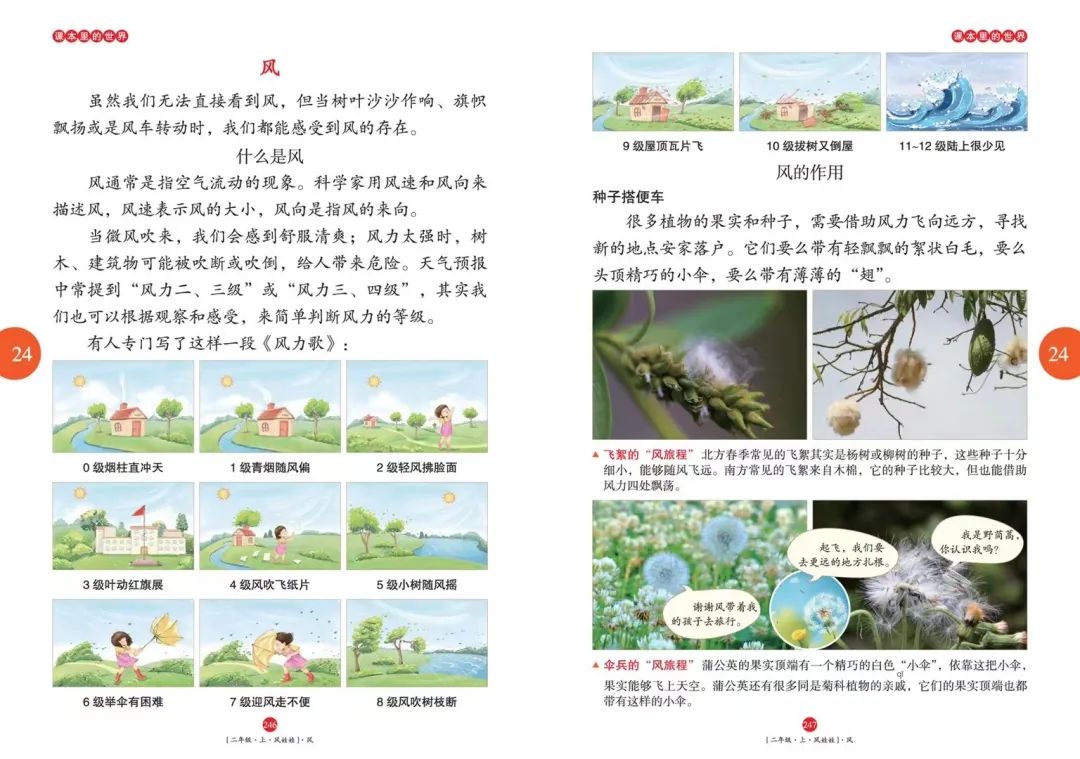 课本里的世界
风
虽然我们无法直接看到风，但当树叶沙沙作响、旗帜
飘扬或是风车转动时，我们都能感受到风的存在。
什么是风
风通常是指空气流动的现象。科学家用风速和风向来
描述风，风速表示风的大小，风向是指风的来向。
当微风吹来，我们会感到舒服清爽；风力太强时，树
木、建筑物可能被吹断或吹倒，给人带来危险。天气预报
中常提到“风力二、三级”或“风力三、四级”，其实我
们也可以根据观察和感受，来简单判断风力的等级。
有人专门写了这样一段《风力歌》：
24
0 级烟柱直冲天
1 级青烟随风偏
2 级轻风拂脸面
3 级叶动红旗展
4 级风吹飞纸片
5 级小树随风摇
6 级举伞有困难
7 级迎风走不便
8 级风吹树枝断
246
[二年级·上·风娃娃]·风
课本里的世界
9 级屋顶瓦片飞
10 级拔树又倒屋
11~12 级陆上很少见
风的作用
种子搭便车
很多植物的果实和种子，需要借助风力飞向远方，寻找
新的地点安家落户。它们要么带有轻飘飘的絮状白毛，要么
头顶精巧的小伞，要么带有薄薄的“翅”。
24
▲ 飞絮的“风旅程” 北方春季常见的飞絮其实是杨树或柳树的种子，这些种子十分
细小，能够随风飞远。南方常见的飞絮来自木棉，它的种子比较大，但也能借助
风力四处飘荡。
谢谢风带着我
的孩子去旅行。
起飞，我们要
去更远的地方扎根。
我是野茼蒿，
你认识我吗？
▲ 伞兵的“风旅程” 蒲公英的果实顶端有一个精巧的白色“小伞”，依靠这把小伞，
果实能够飞上天空。蒲公英还有很多同是菊科植物的亲戚，它们的果实顶端也都
qī
带有这样的小伞。
247
[二年级·上·风娃娃]·风